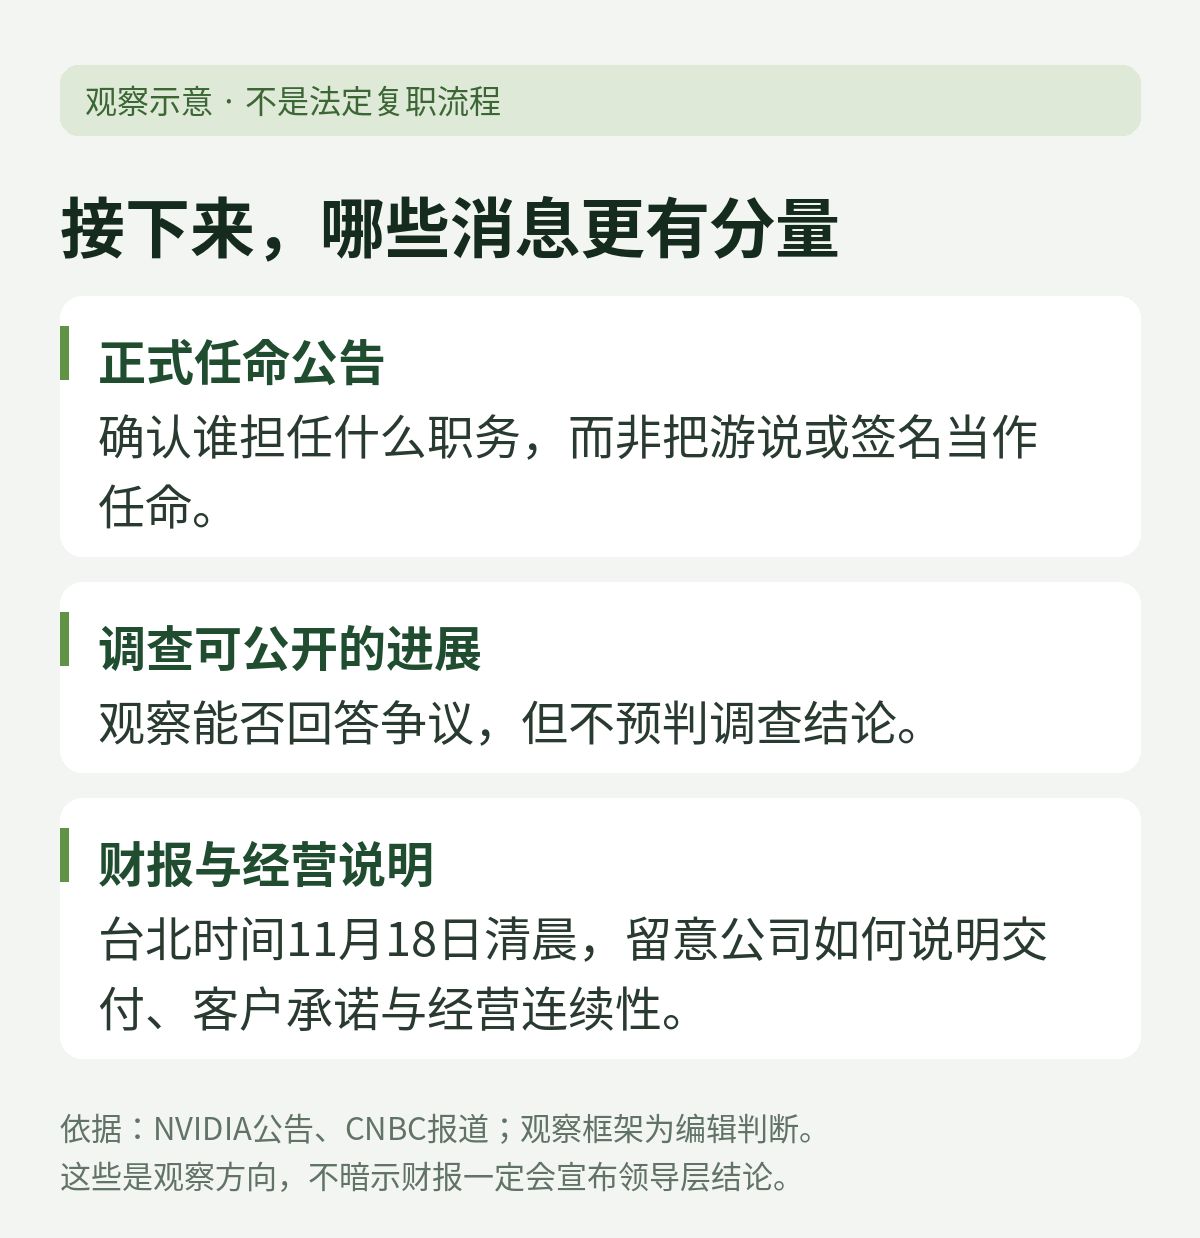 观察示意 · 不是法定复职流程
接下来，哪些消息更有分量
正式任命公告
确认谁担任什么职务，而非把游说或签名当作
任命。
调查可公开的进展
观察能否回答争议，但不预判调查结论。
财报与经营说明
台北时间11月18日清晨，留意公司如何说明交
付、客户承诺与经营连续性。
依据：NVIDIA公告、CNBC报道；观察框架为编辑判断。
这些是观察方向，不暗示财报一定会宣布领导层结论。